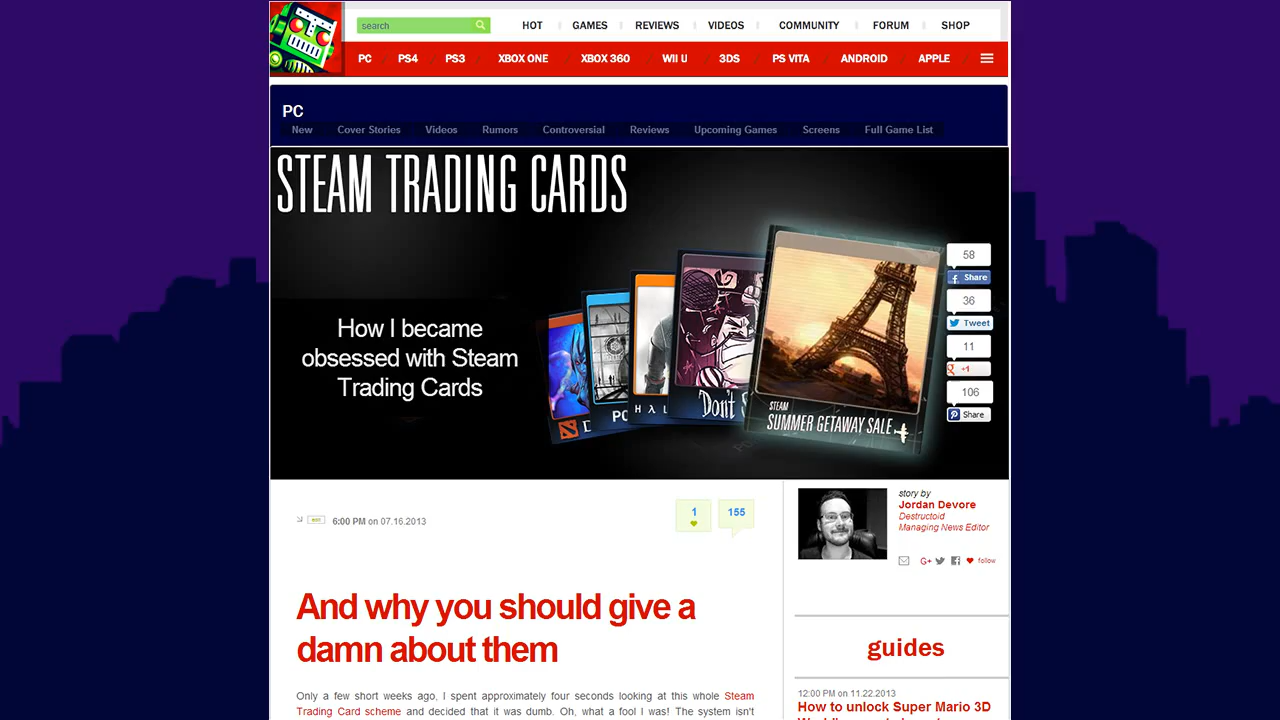 search
HOT GAMES REVIEWS VIDEOS COMMUNITY FORUM SHOP
PC PS4 PS3 XBOX ONE XBOX 360 WII U 3DS PS VITA ANDROID APPLE
PC
New Cover Stories Videos Rumors Controversial Reviews Upcoming Games Screens Full Game List
STEAM TRADING CARDS
How I became
obsessed with Steam
Trading Cards
Don't
STEAM
SUMMER GETAWAY SALE
58
Share
36
Tweet
11
+1
106
Share
6:00 PM on 07.16.2013
1
155
story by
Jordan Devore
Destructoid
Managing News Editor
G+ follow
And why you should give a
damn about them
Only a few short weeks ago, I spent approximately four seconds looking at this whole Steam
Trading Card scheme and decided that it was dumb. Oh, what a fool I was! The system isn't
guides
12:00 PM on 11.22.2013
How to unlock Super Mario 3D